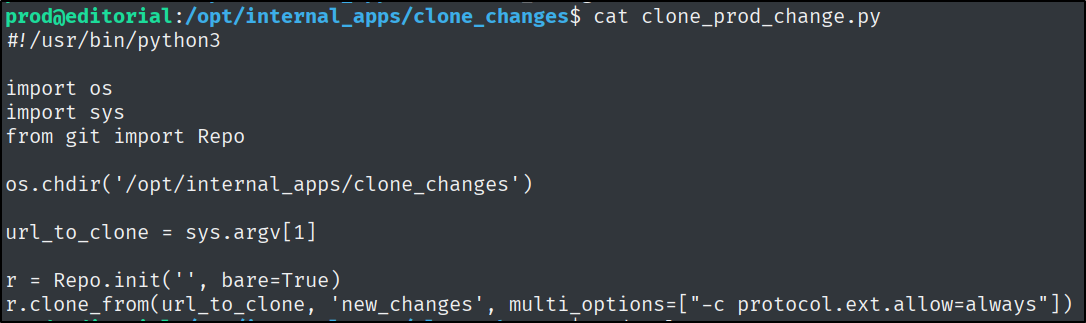 prod@editorial:/opt/internal_apps/clone_changes$ cat clone_prod_change.py
#!/usr/bin/python3

import os
import sys
from git import Repo

os.chdir('/opt/internal_apps/clone_changes')

url_to_clone = sys.argv[1]

r = Repo.init('', bare=True)
r.clone_from(url_to_clone, 'new_changes', multi_options=["-c protocol.ext.allow=always"])